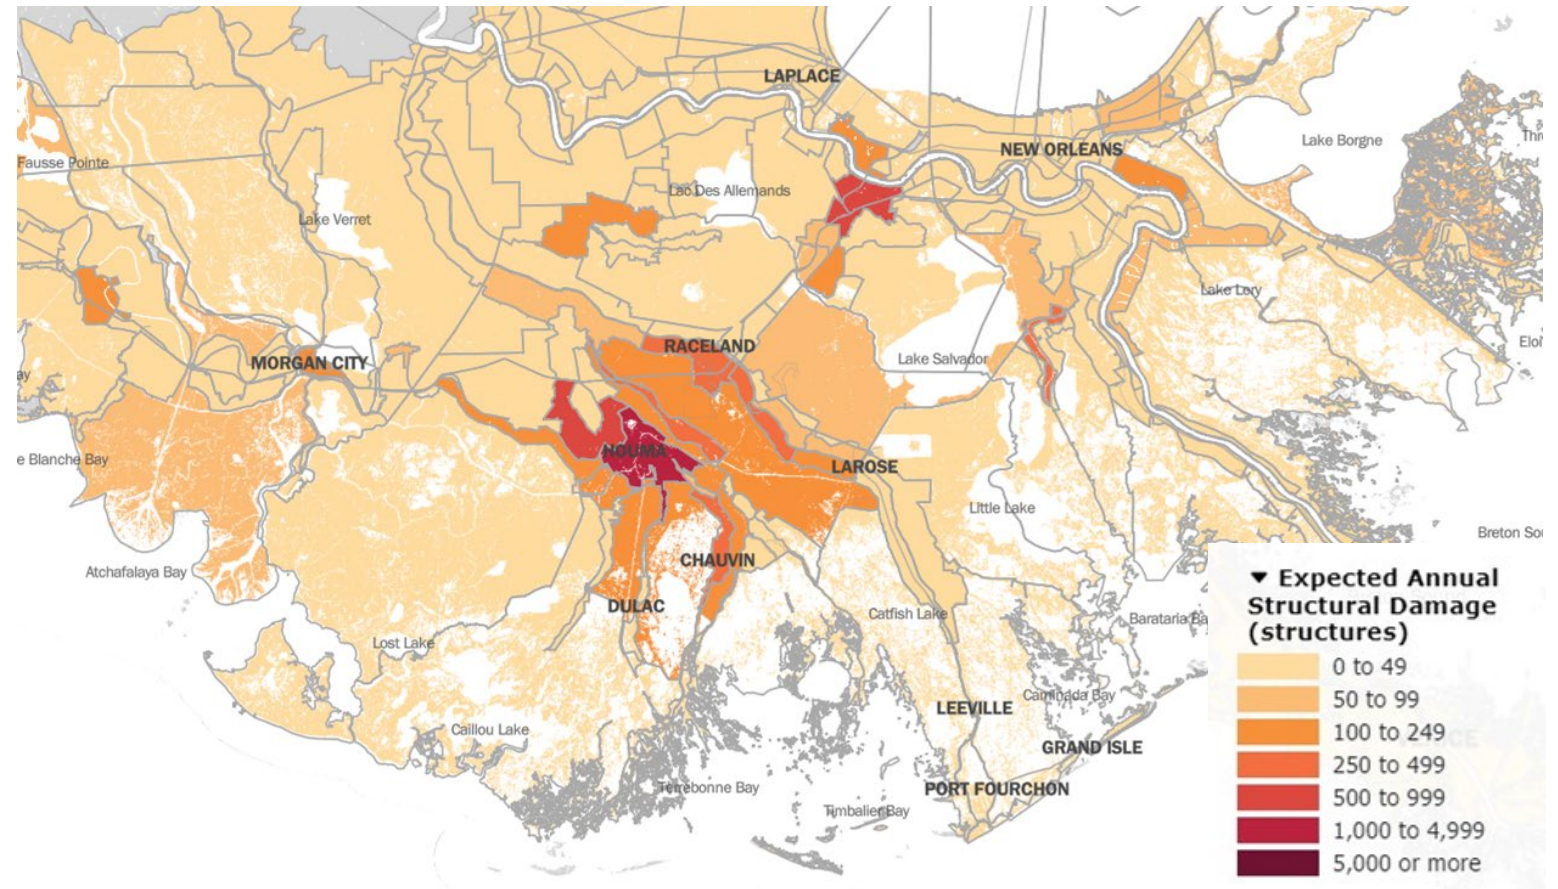 LAPLACE
Lake Borgne
NEW ORLEANS
Fausse Pointe
Lac Des Allemands
Lake Verret
Lake Lery
RACELAND
Lake Salvador
MORGAN CITY
HOUMA
e Blanche Bay
LAROSE
Little Lake
Breton
CHAUVIN
Atchafalaya Bay
DULAC
Catfish Lake
Barataria
Lost Lake
Caminada Bay
LEEVILLE
Caillou Lake
GRAND ISLE
Terrebonne Bay
PORT FOURCHON
Timbalier Bay
▼ Expected Annual
Structural Damage
(structures)
0 to 49
50 to 99
100 to 249
250 to 499
500 to 999
1,000 to 4,999
5,000 or more